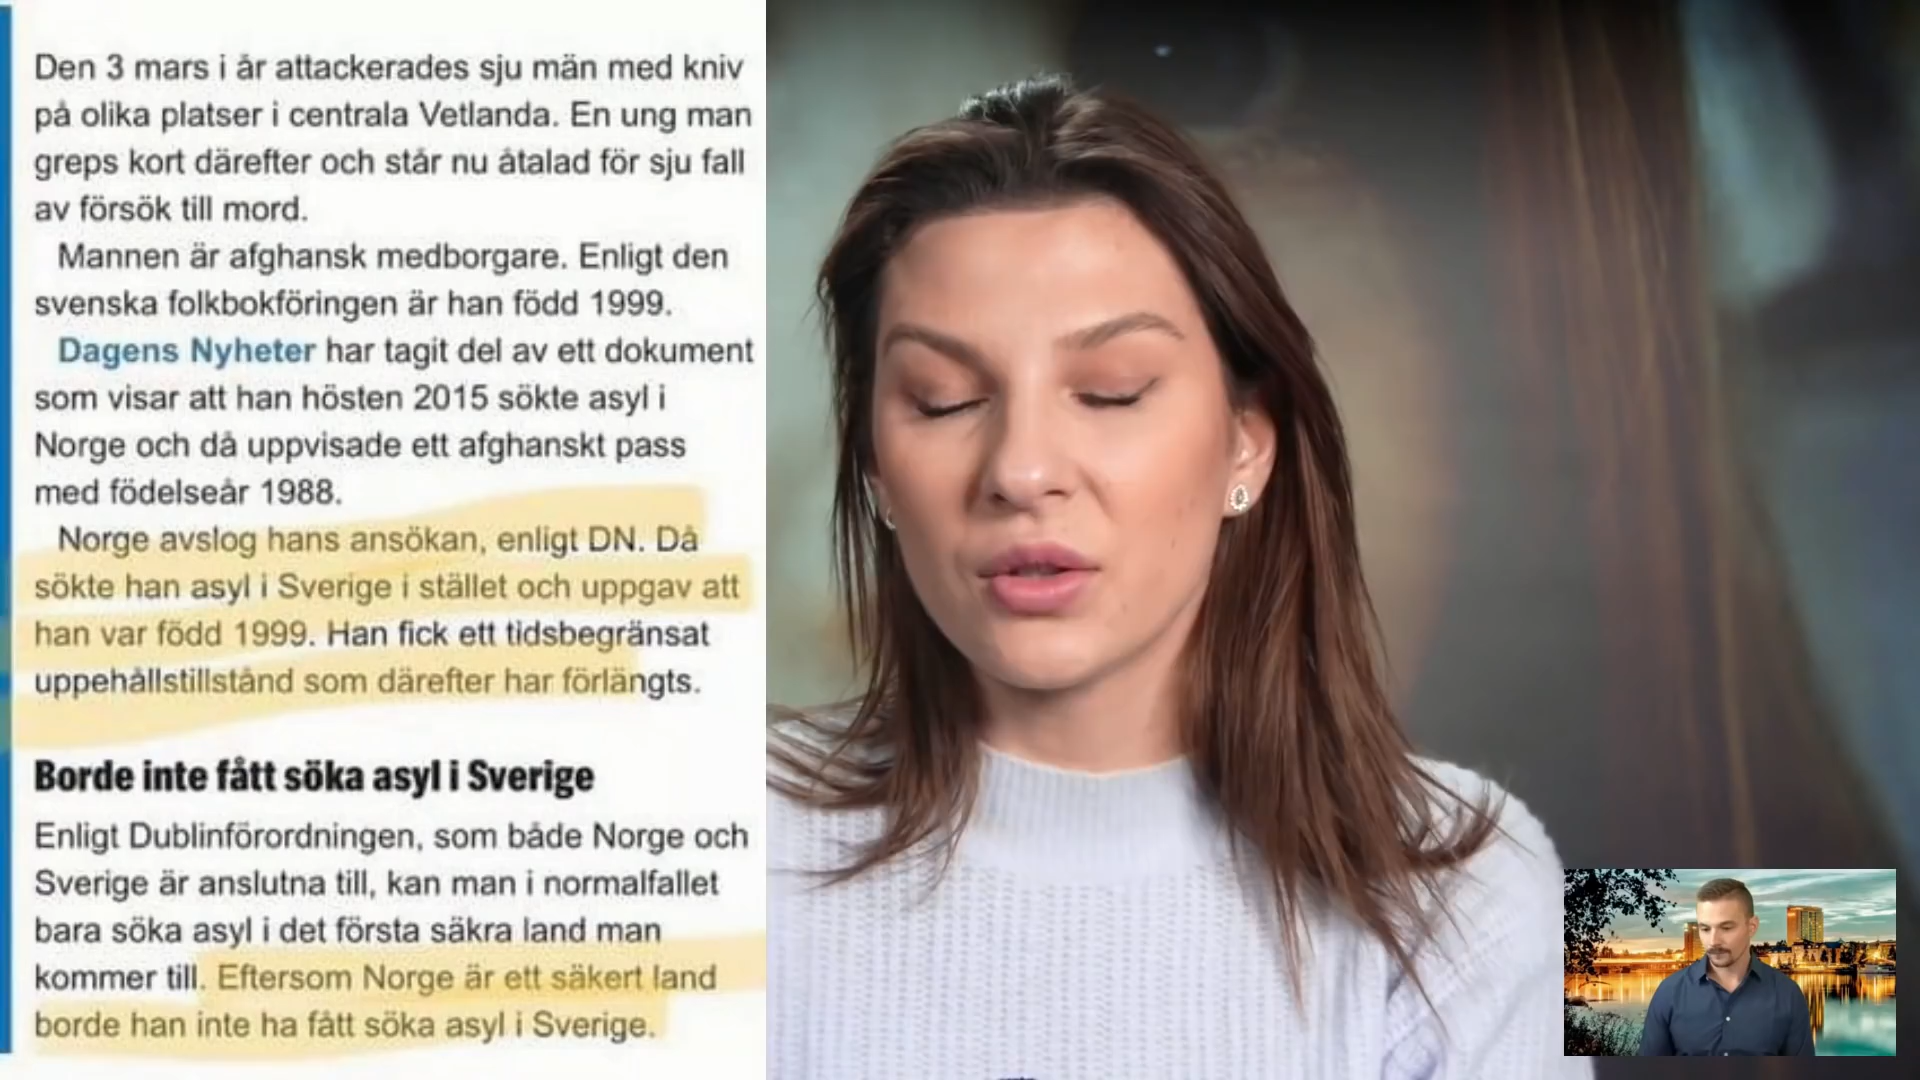 Den 3 mars i år attackerades sju män med kniv
på olika platser i centrala Vetlanda. En ung man
greps kort därefter och står nu åtalad för sju fall
av försök till mord.
Mannen är afghansk medborgare. Enligt den
svenska folkbokföringen är han född 1999.
Dagens Nyheter har tagit del av ett dokument
som visar att han hösten 2015 sökte asyl i
Norge och då uppvisade ett afghanskt pass
med födelseår 1988.
Norge avslog hans ansökan, enligt DN. Då
sökte han asyl i Sverige i stället och uppgav att
han var född 1999. Han fick ett tidsbegränsat
uppehållstillstånd som därefter har förlängts.
Borde inte fått söka asyl i Sverige
Enligt Dublinförordningen, som både Norge och
Sverige är anslutna till, kan man i normalfallet
bara söka asyl i det första säkra land man
kommer till. Eftersom Norge är ett säkert land
borde han inte ha fått söka asyl i Sverige.